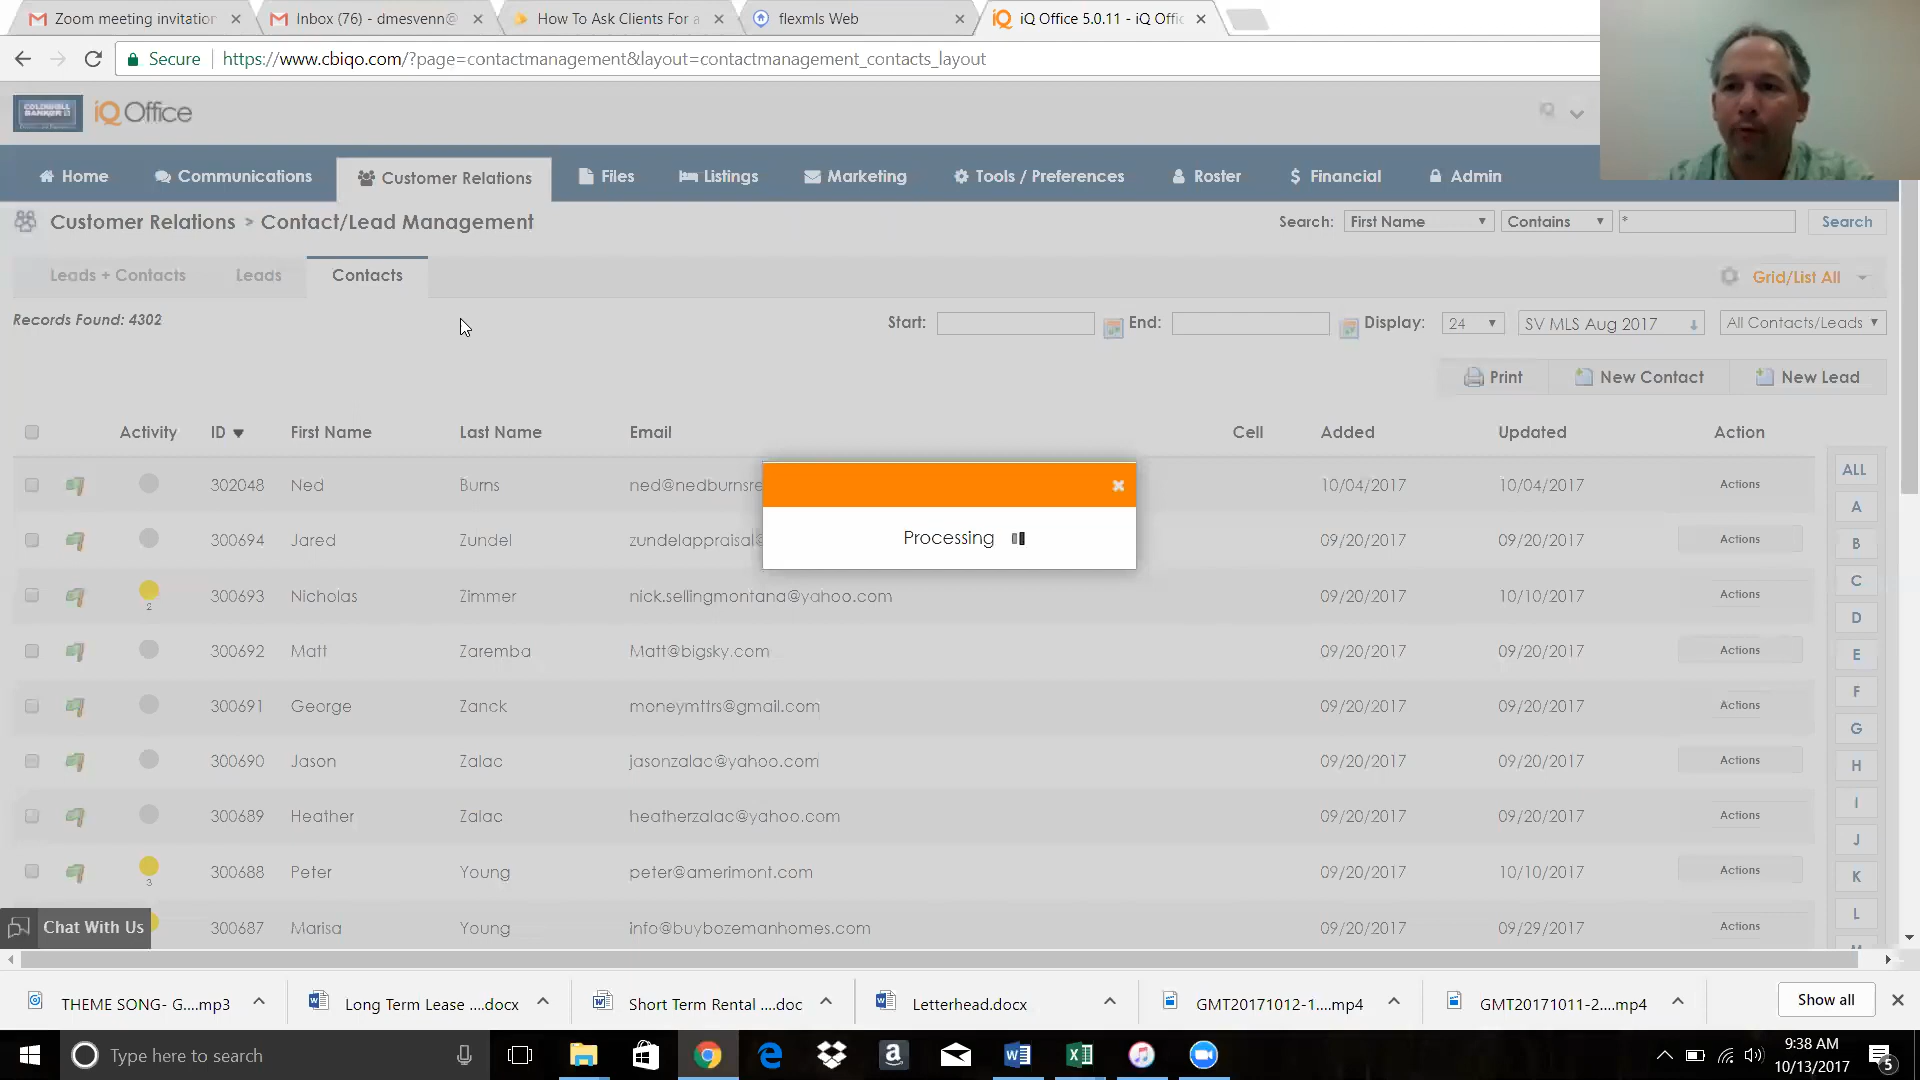 Zoom meeting invitation
Inbox (76) - dmesvenn@
How To Ask Clients For a
flexmls Web
iQ Office 5.0.11 - iQ Offic
Secure
https://www.cbiqo.com/?page=contactmanagement&layout=contactmanagement_contacts_layout
COLDWELL BANKER
iQ Office
iQ
Home
Communications
Customer Relations
Files
Listings
Marketing
Tools / Preferences
Roster
Financial
Admin
Customer Relations > Contact/Lead Management
Search: First Name Contains * Search
Leads + Contacts
Leads
Contacts
Grid/List All
Records Found: 4302
Start:
End:
Display: 24
SV MLS Aug 2017
All Contacts/Leads
Print
New Contact
New Lead
Activity ID First Name Last Name Email Cell Added Updated Action
302048 Ned Burns ned@nedburnsre 10/04/2017 10/04/2017 Actions
300694 Jared Zundel zundelappraisal@ 09/20/2017 09/20/2017 Actions
2 300693 Nicholas Zimmer nick.sellingmontana@yahoo.com 09/20/2017 10/10/2017 Actions
300692 Matt Zaremba Matt@bigsky.com 09/20/2017 09/20/2017 Actions
300691 George Zanck moneymttrs@gmail.com 09/20/2017 09/20/2017 Actions
300690 Jason Zalac jasonzalac@yahoo.com 09/20/2017 09/20/2017 Actions
300689 Heather Zalac heatherzalac@yahoo.com 09/20/2017 09/20/2017 Actions
3 300688 Peter Young peter@amerimont.com 09/20/2017 10/10/2017 Actions
300687 Marisa Young info@buybozemanhomes.com 09/20/2017 09/29/2017 Actions
Processing
ALL
A
B
C
D
E
F
G
H
I
J
K
L
M
Chat With Us
THEME SONG- G....mp3
Long Term Lease ....docx
Short Term Rental ....doc
Letterhead.docx
GMT20171012-1....mp4
GMT20171011-2....mp4
Show all
Type here to search
9:38 AM
10/13/2017
5